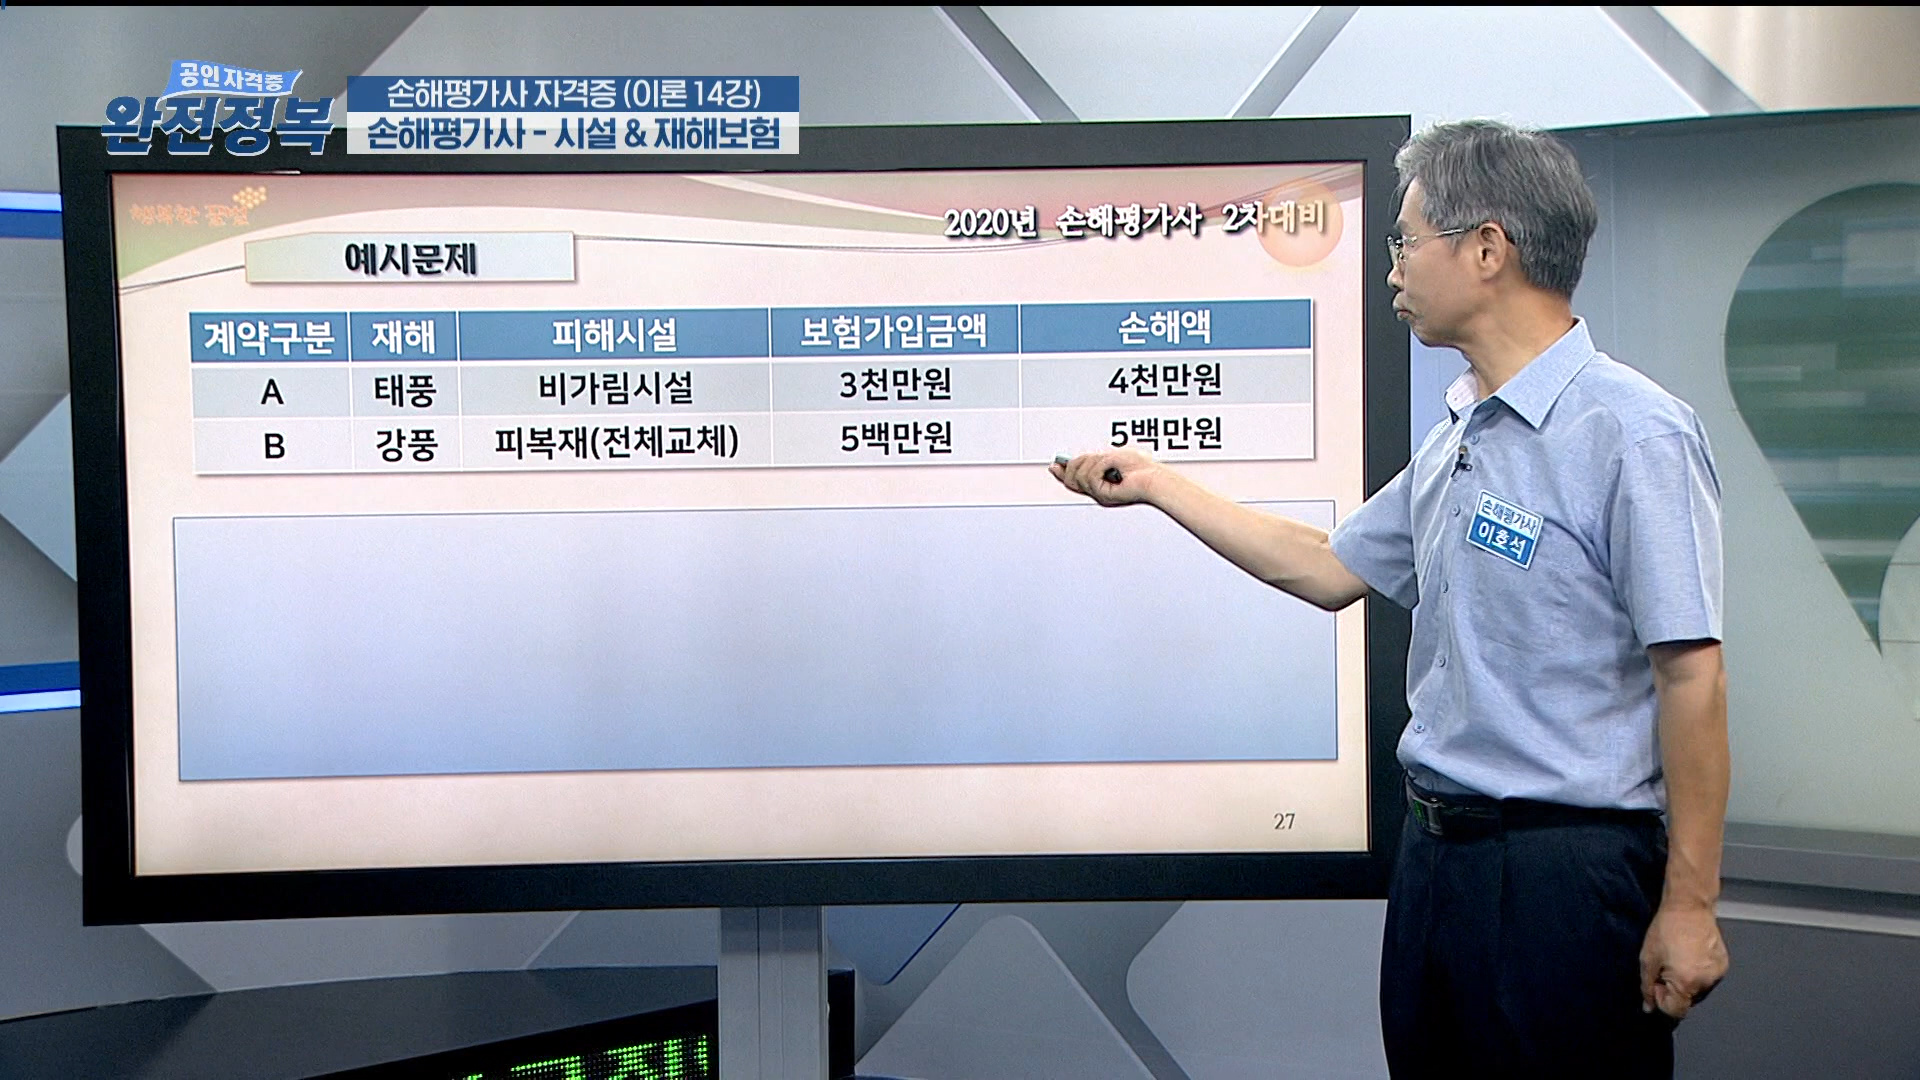 공인 자격증
완전정복
손해평가사 자격증 (이론 14강)
손해평가사 - 시설 & 재해보험
2020년 손해평가사 2차대비
예시문제
계약구분 재해 피해시설 보험가입금액 손해액
A 태풍 비가림시설 3천만원 4천만원
B 강풍 피복재(전체교체) 5백만원 5백만원
손해평가사
이호석
27